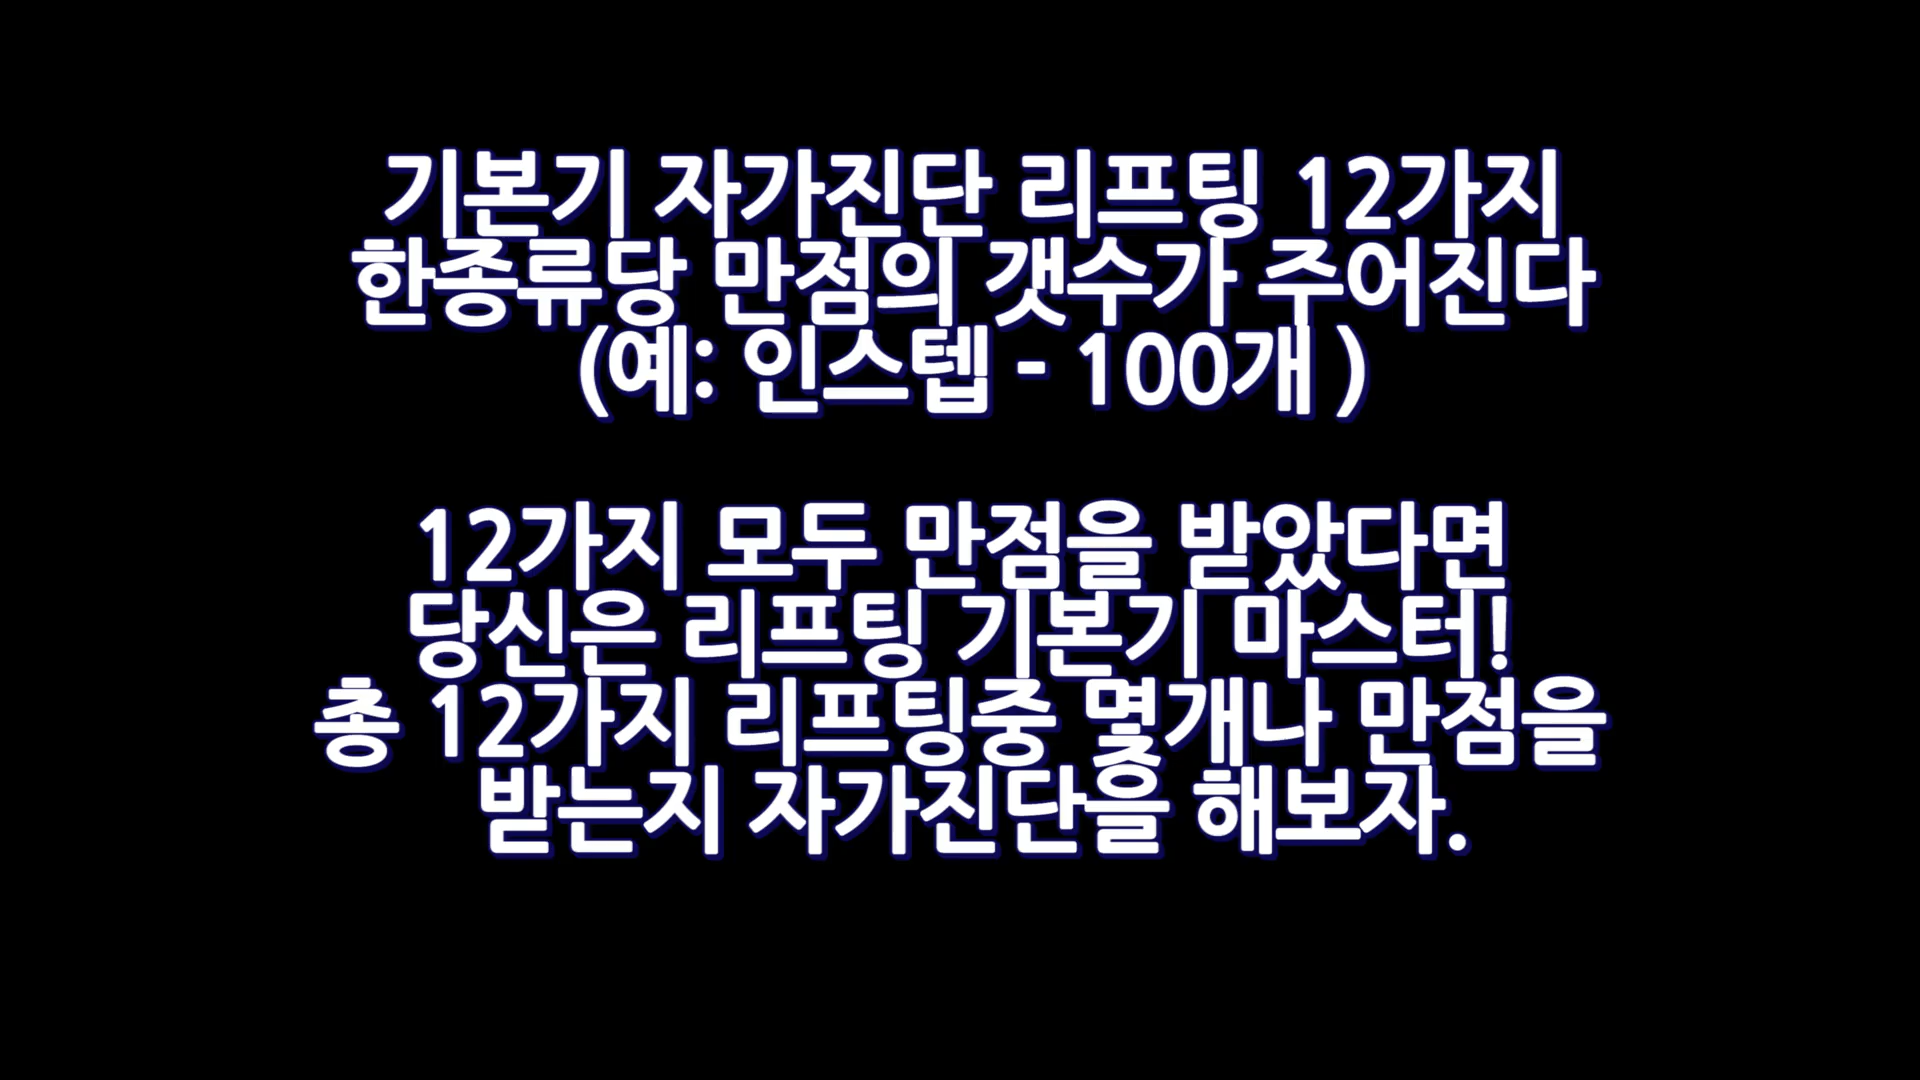 기본기 자가진단 리프팅 12가지
한종류당 만점의 갯수가 주어진다
(예: 인스텝 - 100개 )
12가지 모두 만점을 받았다면
당신은 리프팅 기본기 마스터!
총 12가지 리프팅중 몇개나 만점을
받는지 자가진단을 해보자.